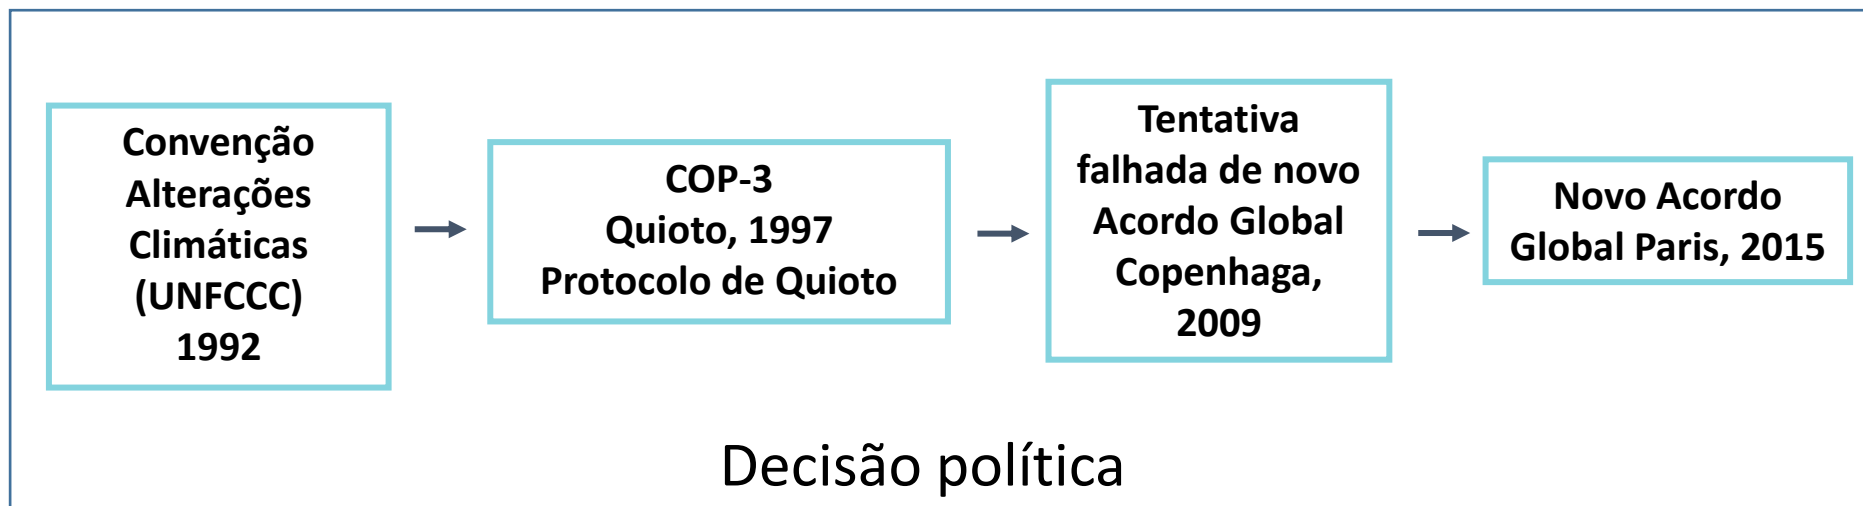 Convenção
Alterações
Climáticas
(UNFCCC)
1992
COP-3
Quioto, 1997
Protocolo de Quioto
Tentativa
falhada de novo
Acordo Global
Copenhaga,
2009
Novo Acordo
Global Paris, 2015
Decisão política